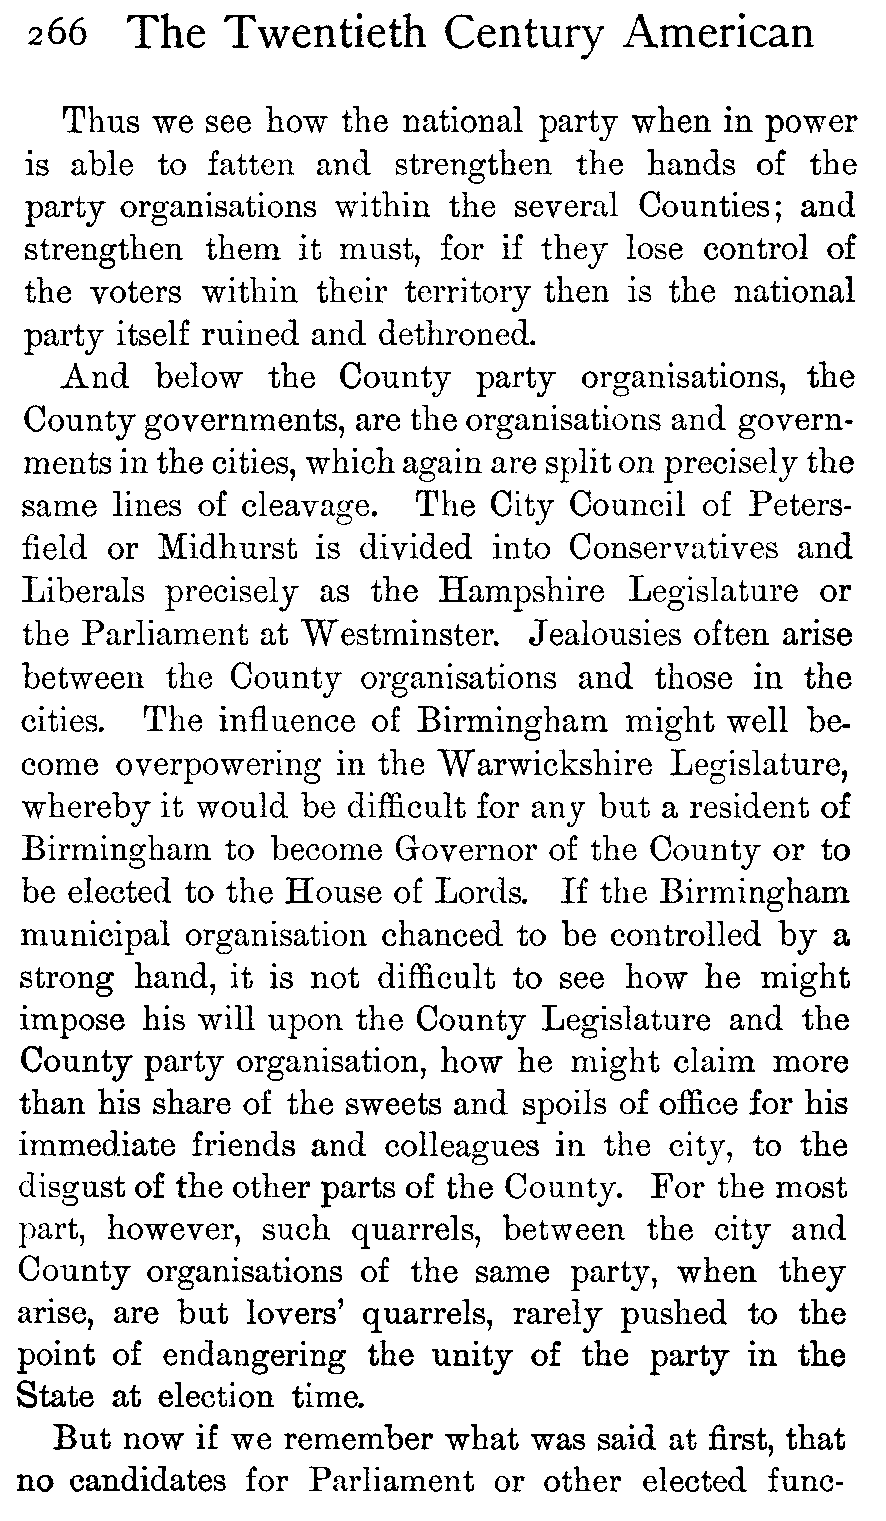 266 The Twentieth Century American
Thus we see how the national party when in power
is able to fatten and strengthen the hands of the
party organisations within the several Counties; and
strengthen them it must, for if they lose control of
the voters within their territory then is the national
party itself ruined and dethroned.
And below the County party organisations, the
County governments, are the organisations and govern-
ments in the cities, which again are split on precisely the
same lines of cleavage. The City Council of Peters-
field or Midhurst is divided into Conservatives and
Liberals precisely as the Hampshire Legislature or
the Parliament at Westminster. Jealousies often arise
between the County organisations and those in the
cities. The influence of Birmingham might well be-
come overpowering in the Warwickshire Legislature,
whereby it would be difficult for any but a resident of
Birmingham to become Governor of the County or to
be elected to the House of Lords. If the Birmingham
municipal organisation chanced to be controlled by a
strong hand, it is not difficult to see how he might
impose his will upon the County Legislature and the
County party organisation, how he might claim more
than his share of the sweets and spoils of office for his
immediate friends and colleagues in the city, to the
disgust of the other parts of the County. For the most
part, however, such quarrels, between the city and
County organisations of the same party, when they
arise, are but lovers' quarrels, rarely pushed to the
point of endangering the unity of the party in the
State at election time.
But now if we remember what was said at first, that
no candidates for Parliament or other elected func-